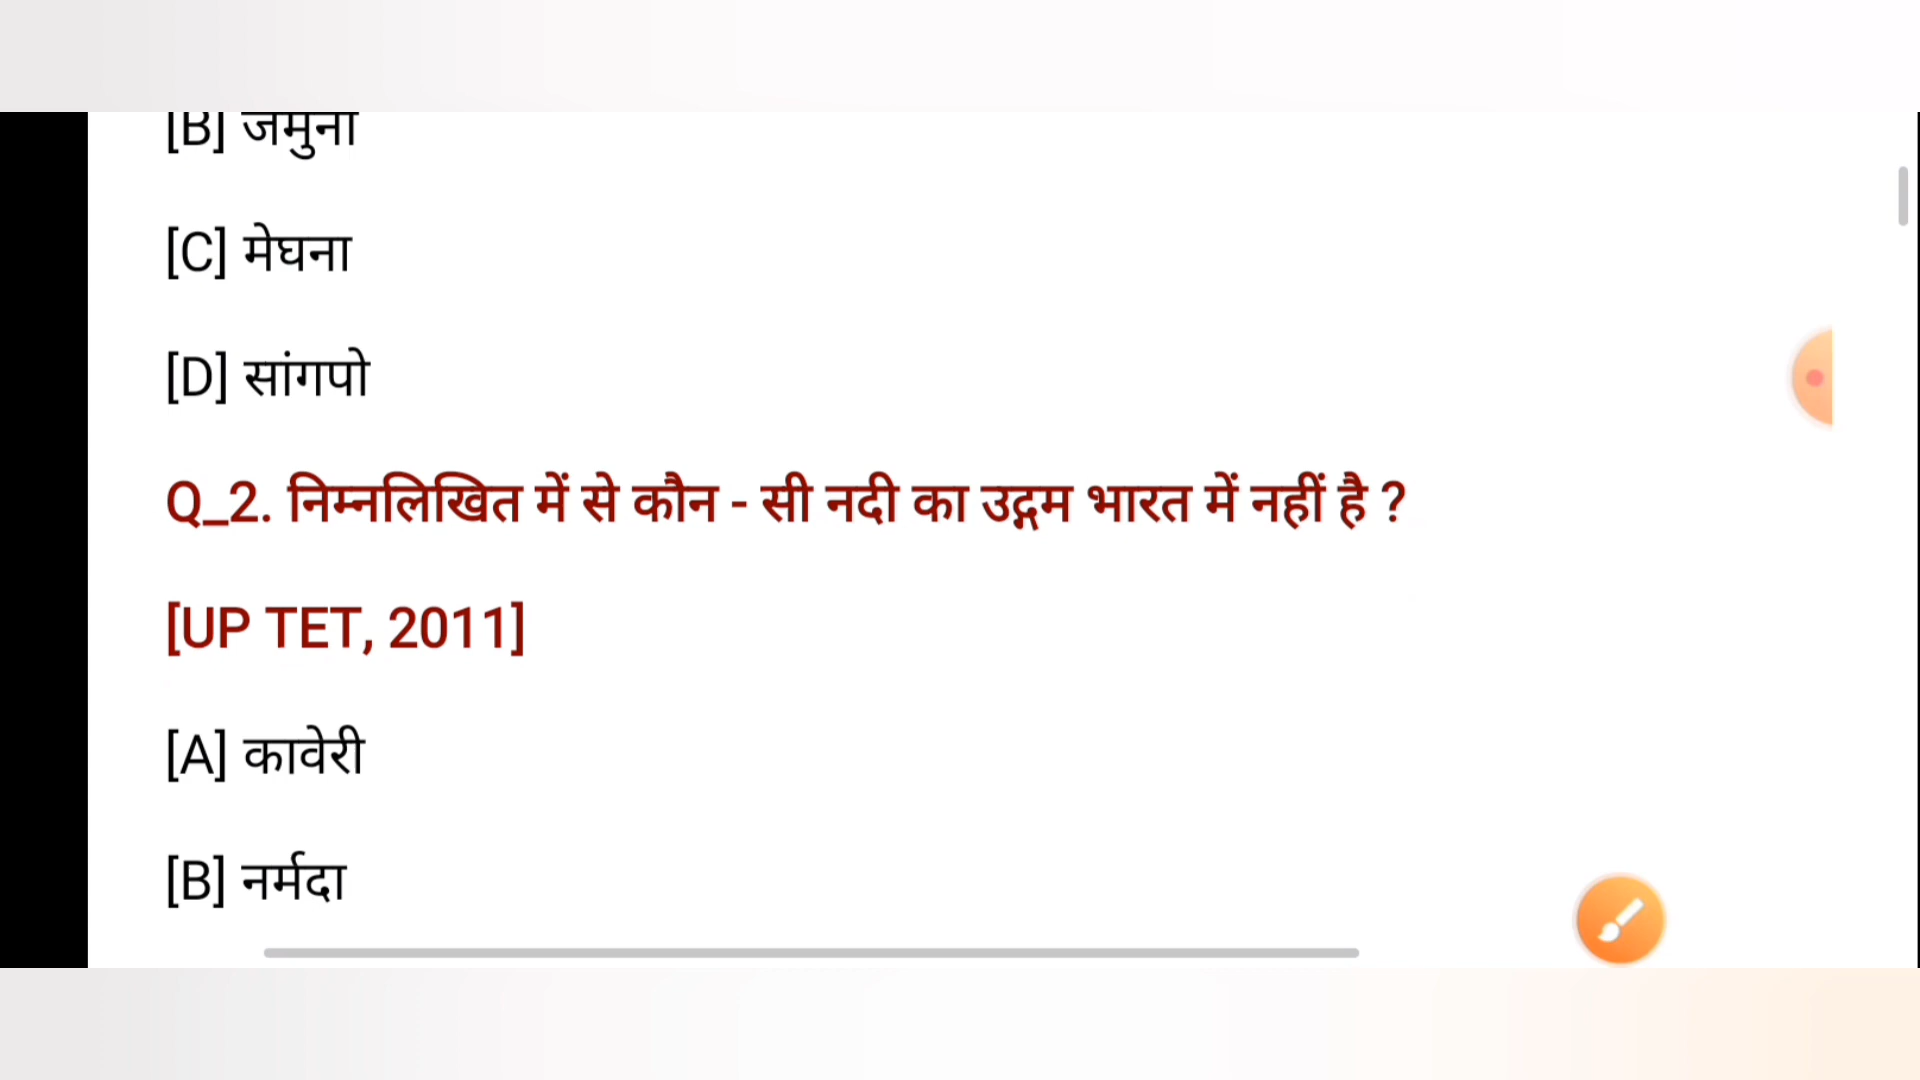 [B] जमुना
[C] मेघना
[D] सांगपो
Q_2. निम्नलिखित में से कौन - सी नदी का उद्गम भारत में नहीं है ?
[UP TET, 2011]
[A] कावेरी
[B] नर्मदा